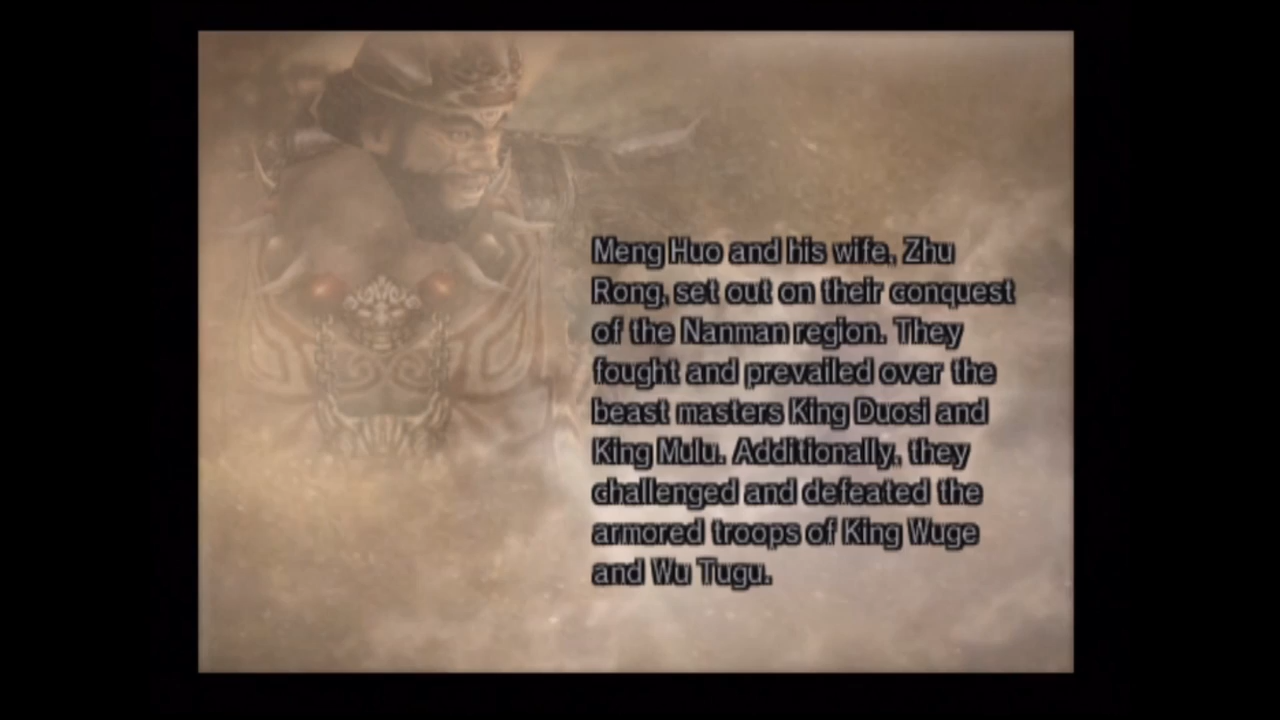 Meng Huo and his wife, Zhu
Rong, set out on their conquest
of the Nanman region. They
fought and prevailed over the
beast masters King Duosi and
King Mulu. Additionally, they
challenged and defeated the
armored troops of King Wuge
and Wu Tugu.